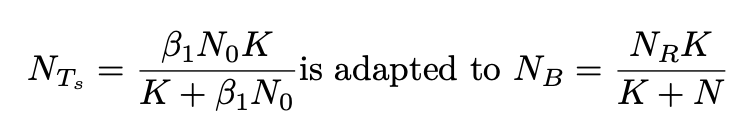 $N_{T_s} = \frac{\beta_1 N_0 K}{K + \beta_1 N_0}$ is adapted to $N_B = \frac{N_R K}{K + N}$